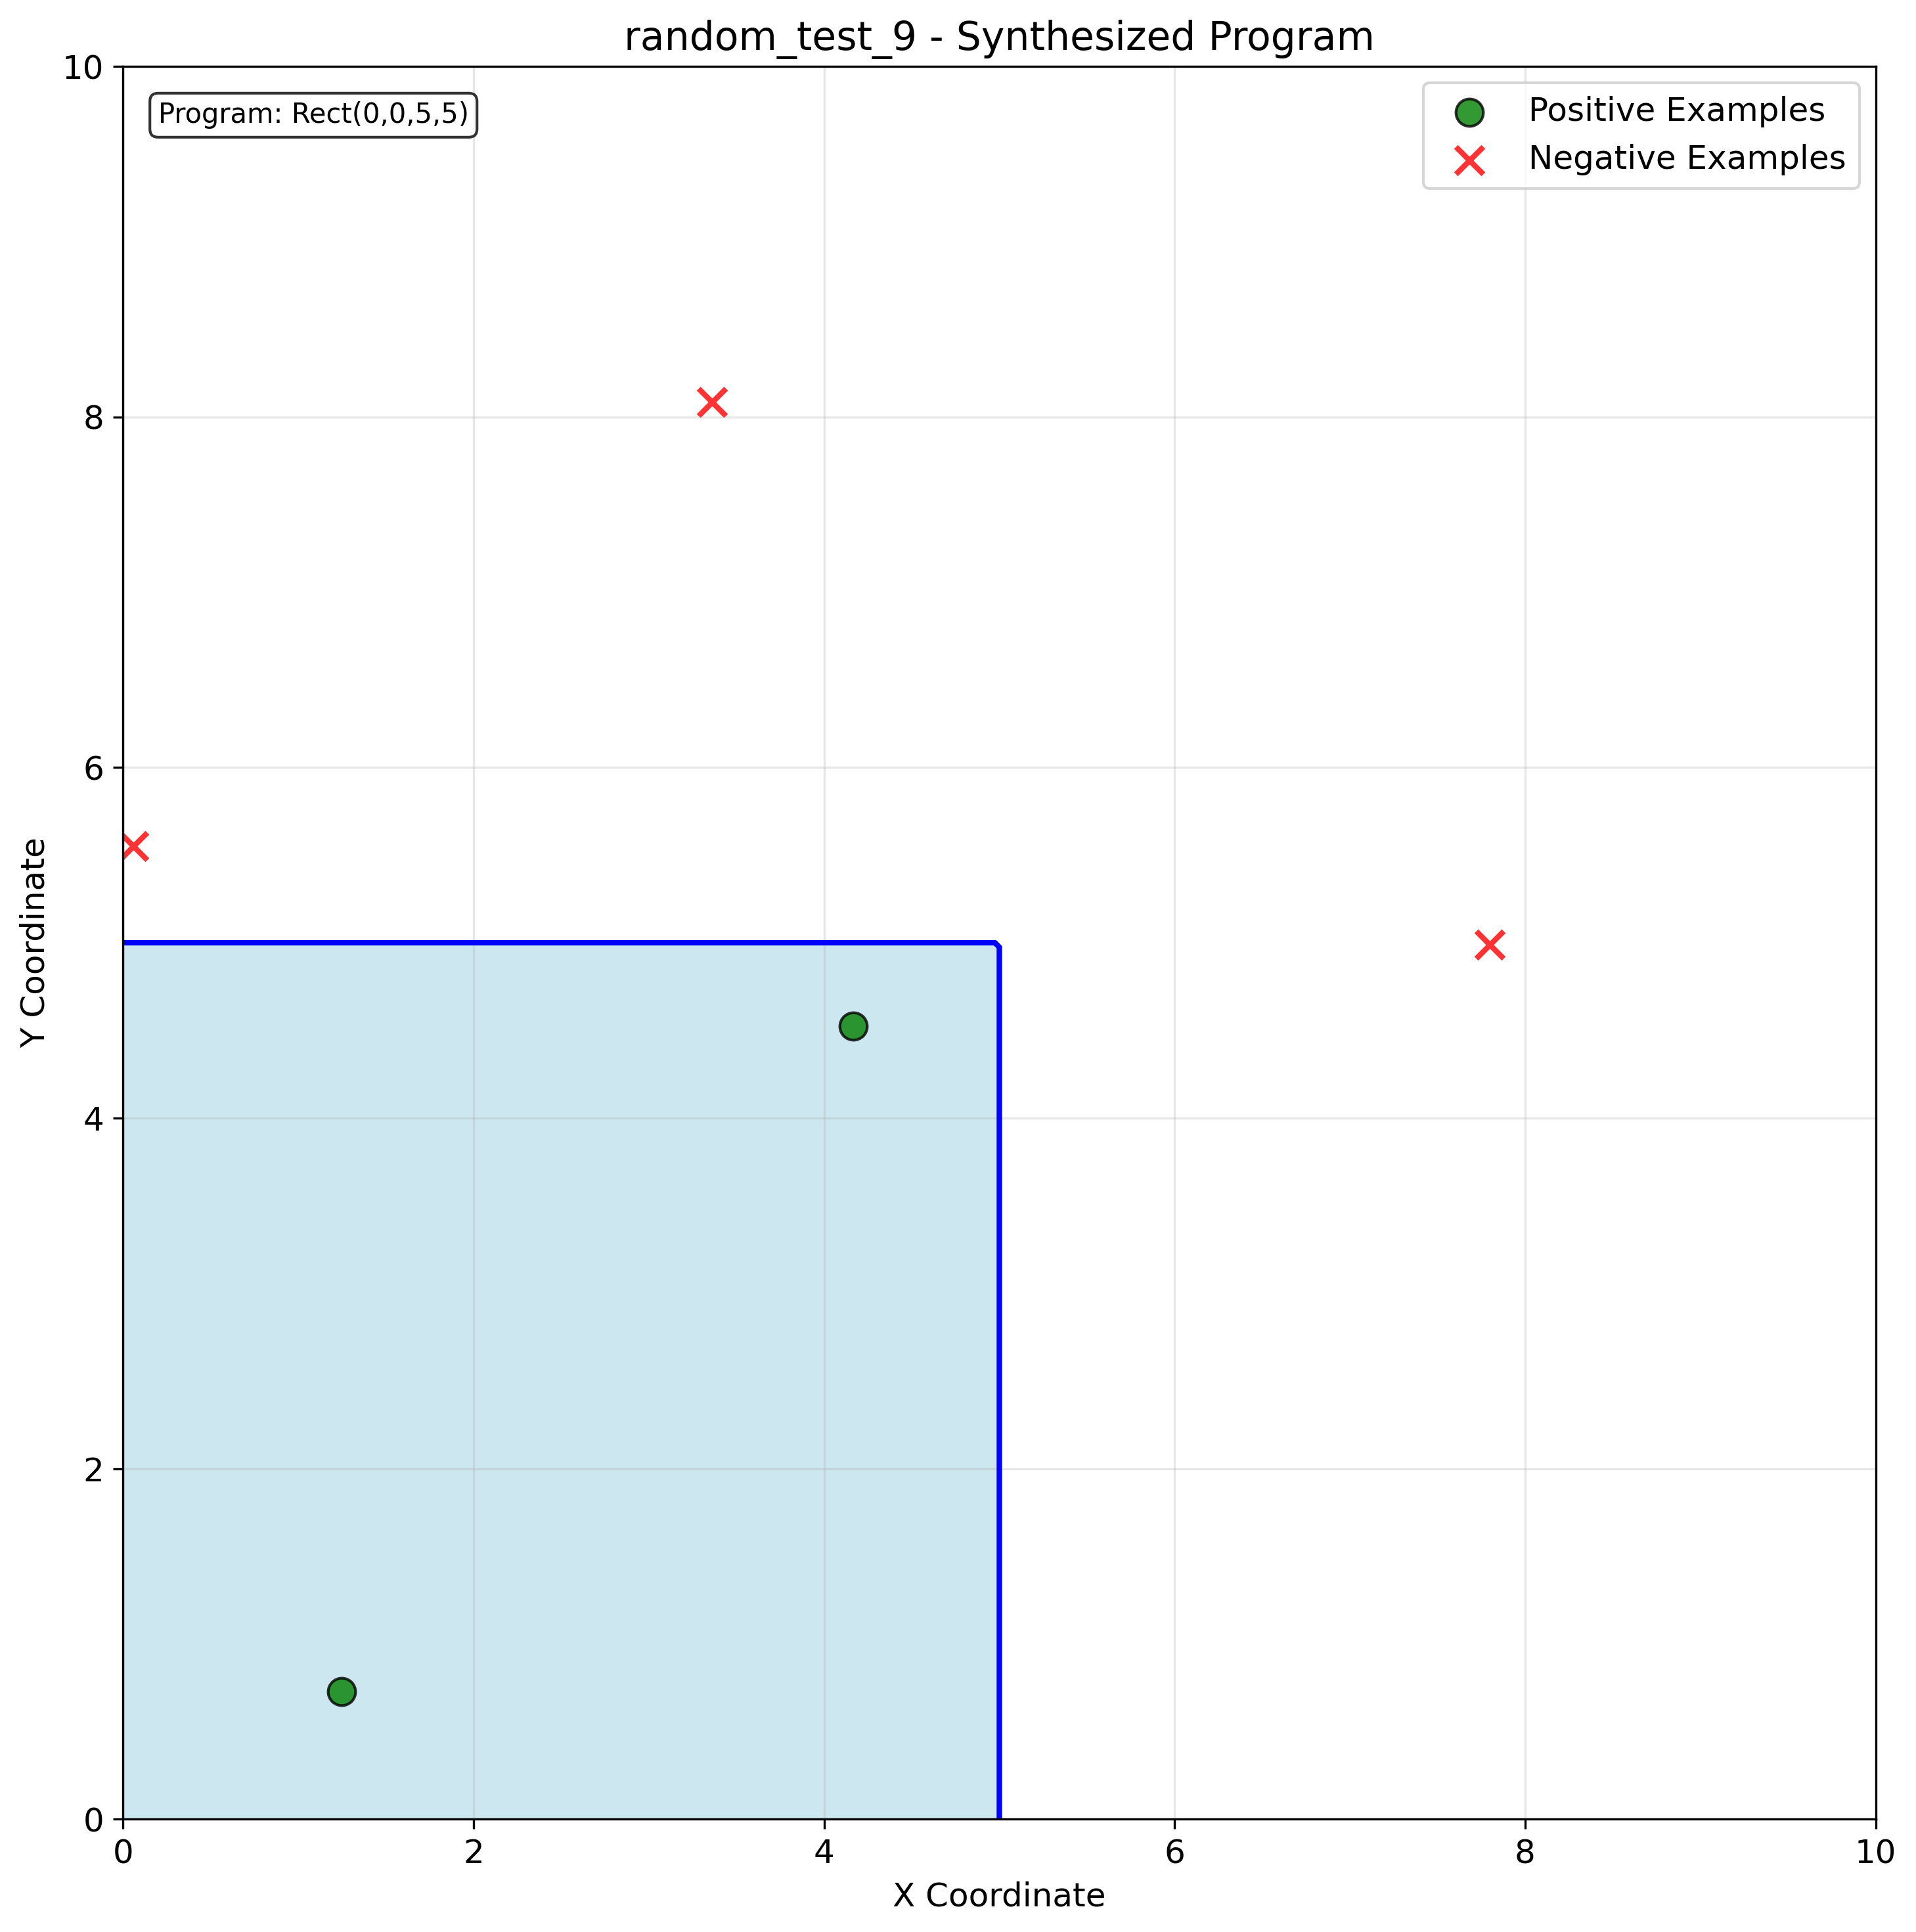 random_test_9 - Synthesized Program
10
Program: Rect(0,0,5,5)
Positive Examples
Negative Examples
8
6
4
2
0
Y Coordinate
0 2 4 6 8 10
X Coordinate